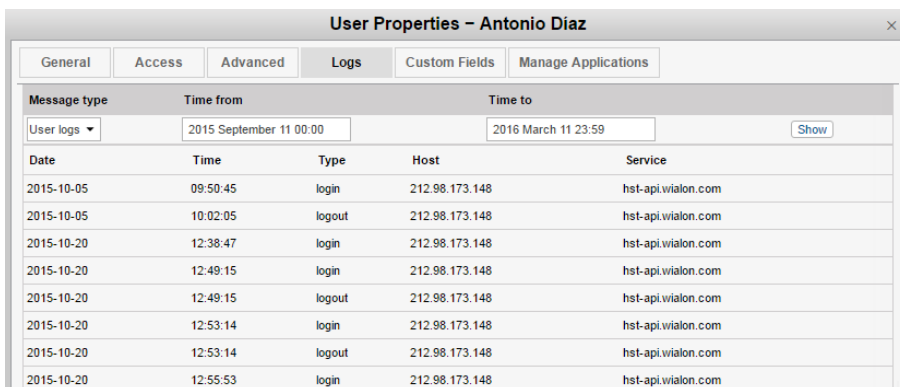 User Properties – Antonio Diaz ×
General Access Advanced Logs Custom Fields Manage Applications
Message type Time from Time to
User logs 2015 September 11 00:00 2016 March 11 23:59 Show
Date Time Type Host Service
2015-10-05 09:50:45 login 212.98.173.148 hst-api.wialon.com
2015-10-05 10:02:05 logout 212.98.173.148 hst-api.wialon.com
2015-10-20 12:38:47 login 212.98.173.148 hst-api.wialon.com
2015-10-20 12:49:15 login 212.98.173.148 hst-api.wialon.com
2015-10-20 12:49:15 logout 212.98.173.148 hst-api.wialon.com
2015-10-20 12:53:14 login 212.98.173.148 hst-api.wialon.com
2015-10-20 12:53:14 logout 212.98.173.148 hst-api.wialon.com
2015-10-20 12:55:53 login 212.98.173.148 hst-api.wialon.com